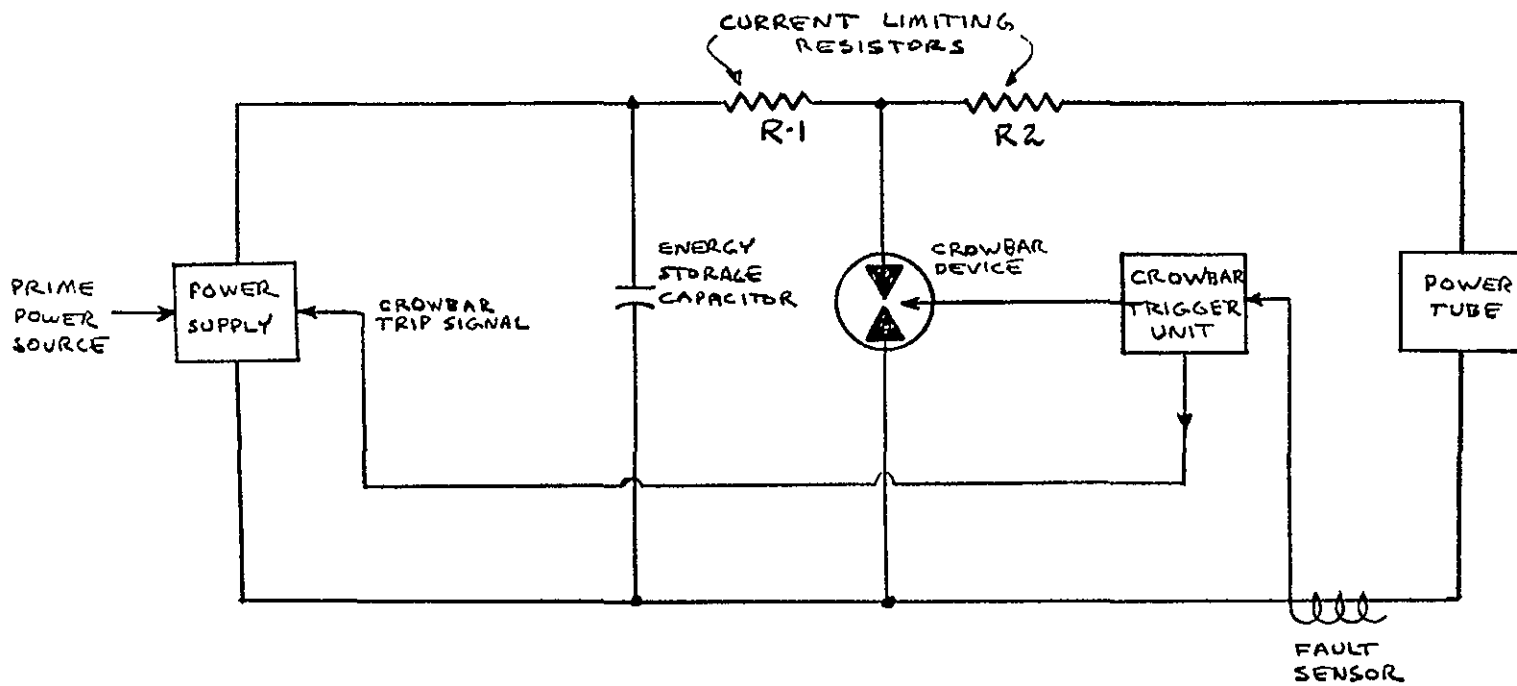 CURRENT LIMITING
RESISTORS
R-1
R2
PRIME
POWER
SOURCE
POWER
SUPPLY
CROWBAR
TRIP SIGNAL
ENERGY
STORAGE
CAPACITOR
CROWBAR
DEVICE
CROWBAR
TRIGGER
UNIT
POWER
TUBE
FAULT
SENSOR